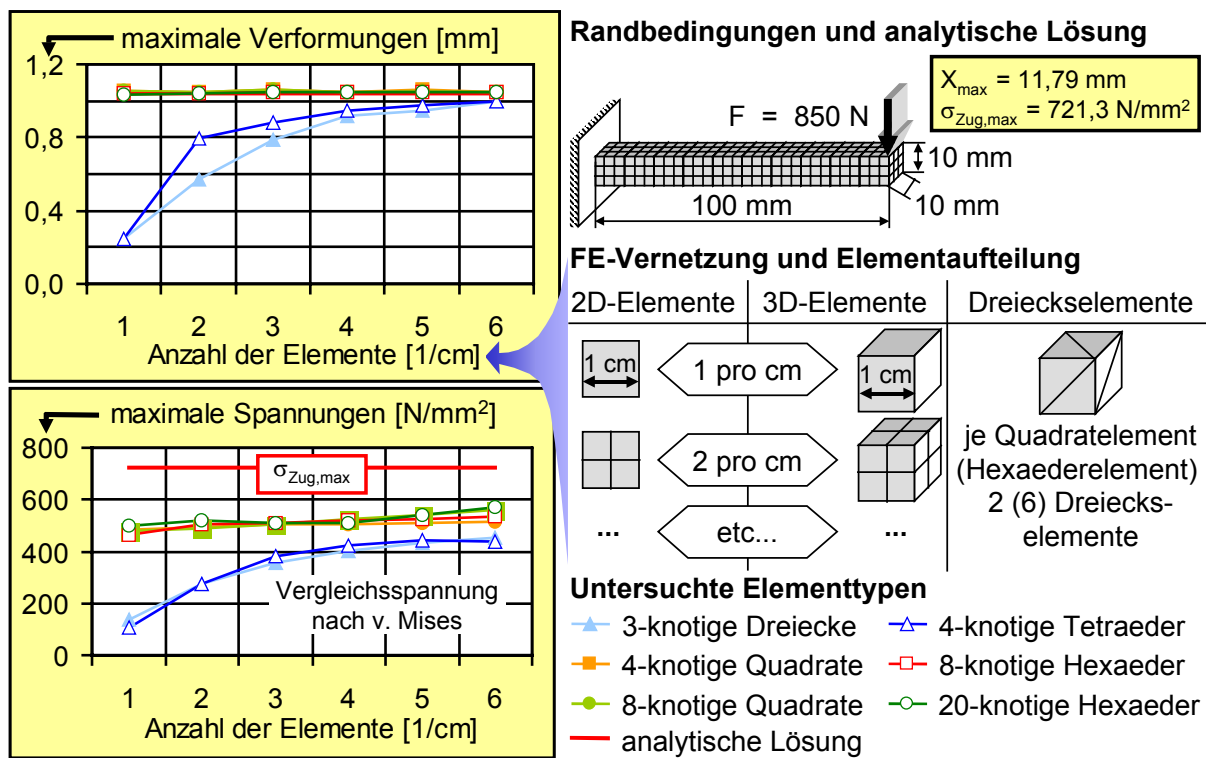 maximale Verformungen [mm]
1,2
0,8
0,4
0,0
1 2 3 4 5 6
Anzahl der Elemente [1/cm]
maximale Spannungen [N/mm²]
800
600
400
200
0
σZug,max
Vergleichsspannung
nach v. Mises
1 2 3 4 5 6
Anzahl der Elemente [1/cm]
Randbedingungen und analytische Lösung
Xmax = 11,79 mm
σZug,max = 721,3 N/mm²
F = 850 N
10 mm
10 mm
100 mm
FE-Vernetzung und Elementaufteilung
2D-Elemente 3D-Elemente Dreieckselemente
1 cm 1 pro cm 1 cm
2 pro cm
... etc... ...
je Quadratelement
(Hexaederelement)
2 (6) Dreiecks-
elemente
Untersuchte Elementtypen
3-knotige Dreiecke 4-knotige Tetraeder
4-knotige Quadrate 8-knotige Hexaeder
8-knotige Quadrate 20-knotige Hexaeder
analytische Lösung